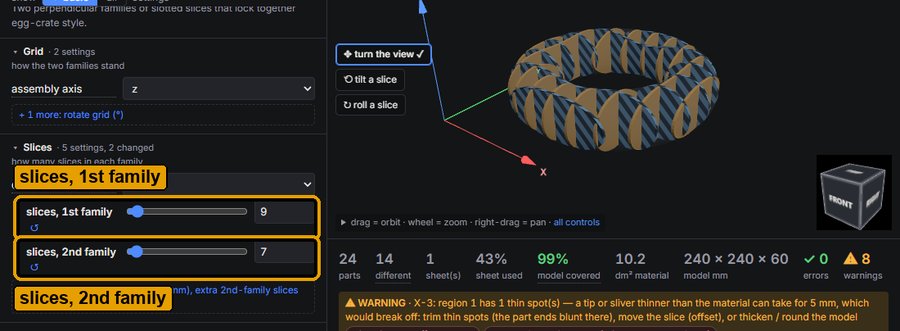 Two perpendicular families of slotted slices that lock together
egg-crate style.
Grid · 2 settings
how the two families stand
assembly axis
z
+ 1 more: rotate grid (°)
Slices · 5 settings, 2 changed
how many slices in each family
slices, 1st family
slices, 1st family
9
↺
slices, 2nd family
7
↺
slices, 2nd family
mm), extra 2nd-family slices
✥ turn the view ✓
⟲ tilt a slice
↻ roll a slice
X
FRONT
▶ drag = orbit · wheel = zoom · right-drag = pan · all controls
24
parts
14
different
1
sheet(s)
43%
sheet used
99%
model covered
10.2
dm² material
240 × 240 × 60
model mm
✓ 0
errors
⚠ 8
warnings
⚠ WARNING · X-3: region 1 has 1 thin spot(s) — a tip or sliver thinner than the material can take for 5 mm, which
would break off: trim thin spots (the part ends blunt there), move the slice (offset), or thicken / round the model